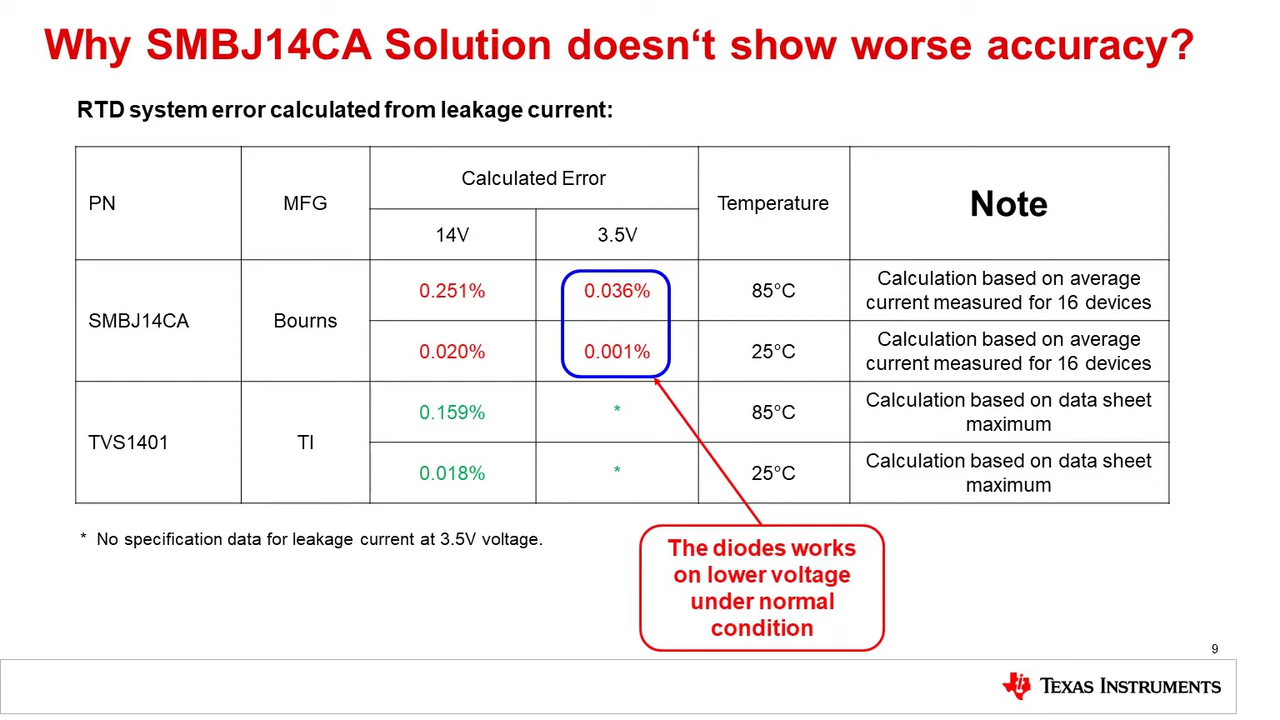 Why SMBJ14CA Solution doesn‘t show worse accuracy?
RTD system error calculated from leakage current:
PN
MFG
Calculated Error
14V
3.5V
Temperature
Note
SMBJ14CA
Bourns
0.251%
0.036%
85°C
Calculation based on average
current measured for 16 devices
0.020%
0.001%
25°C
Calculation based on average
current measured for 16 devices
TVS1401
TI
0.159%
*
85°C
Calculation based on data sheet
maximum
0.018%
*
25°C
Calculation based on data sheet
maximum
* No specification data for leakage current at 3.5V voltage.
The diodes works
on lower voltage
under normal
condition
9
TEXAS INSTRUMENTS